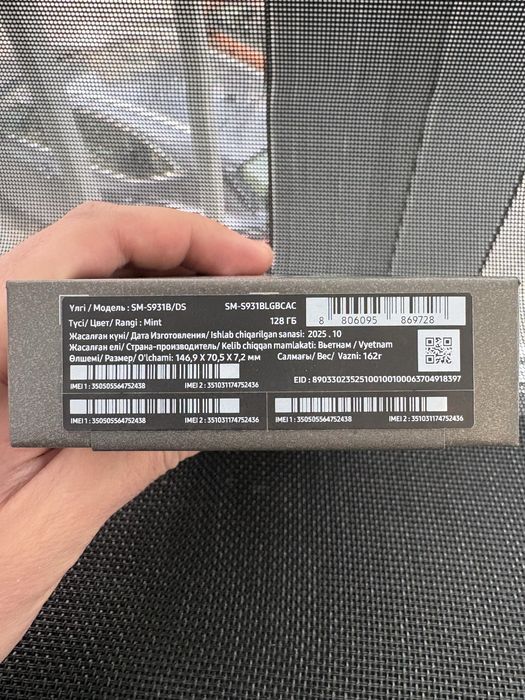 Үлгі / Модель : SM-S931B/DS SM-S931BLGBCAC
Түсі/ Цвет/ Rangi : Mint 128 ГБ
8 806095 869728
Жасалған күні/ Дата Изготовления/ Ishlab chiqarilgan sanasi: 2025 . 10
Жасалған елі/ Страна-производитель/ Kelib chiqqan mamlakati: Вьетнам / Vyetnam
Өлшемі/ Размер/ O'lchami: 146,9 X 70,5 X 7,2 мм Салмағы/ Вес/ Vazni: 162г
IMEI 1 : 350505564752438 IMEI 2 : 351031174752436
EID : 89033023525100100100063704918397
IMEI 1 : 350505564752438 IMEI 2 : 351031174752436
IMEI 1 : 350505564752438 IMEI 2 : 351031174752436